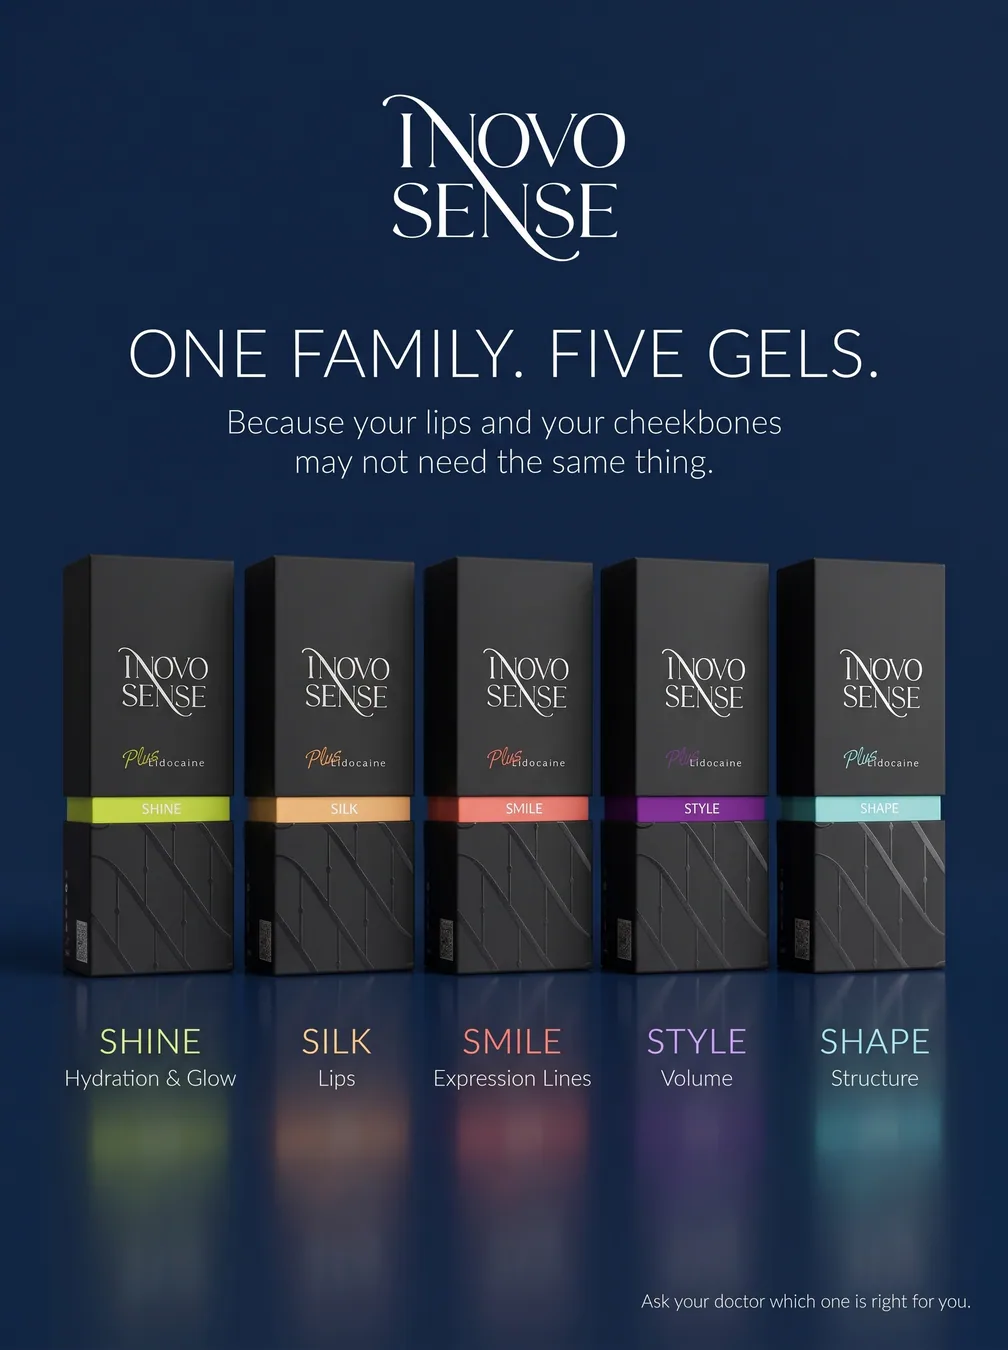 INOVO
SENSE
ONE FAMILY. FIVE GELS.
Because your lips and your cheekbones
may not need the same thing.
INOVO
SENSE
Plus Lidocaine
SHINE
INOVO
SENSE
Plus Lidocaine
SILK
INOVO
SENSE
Plus Lidocaine
SMILE
INOVO
SENSE
Plus Lidocaine
STYLE
INOVO
SENSE
Plus Lidocaine
SHAPE
SHINE
Hydration & Glow
SILK
Lips
SMILE
Expression Lines
STYLE
Volume
SHAPE
Structure
Ask your doctor which one is right for you.